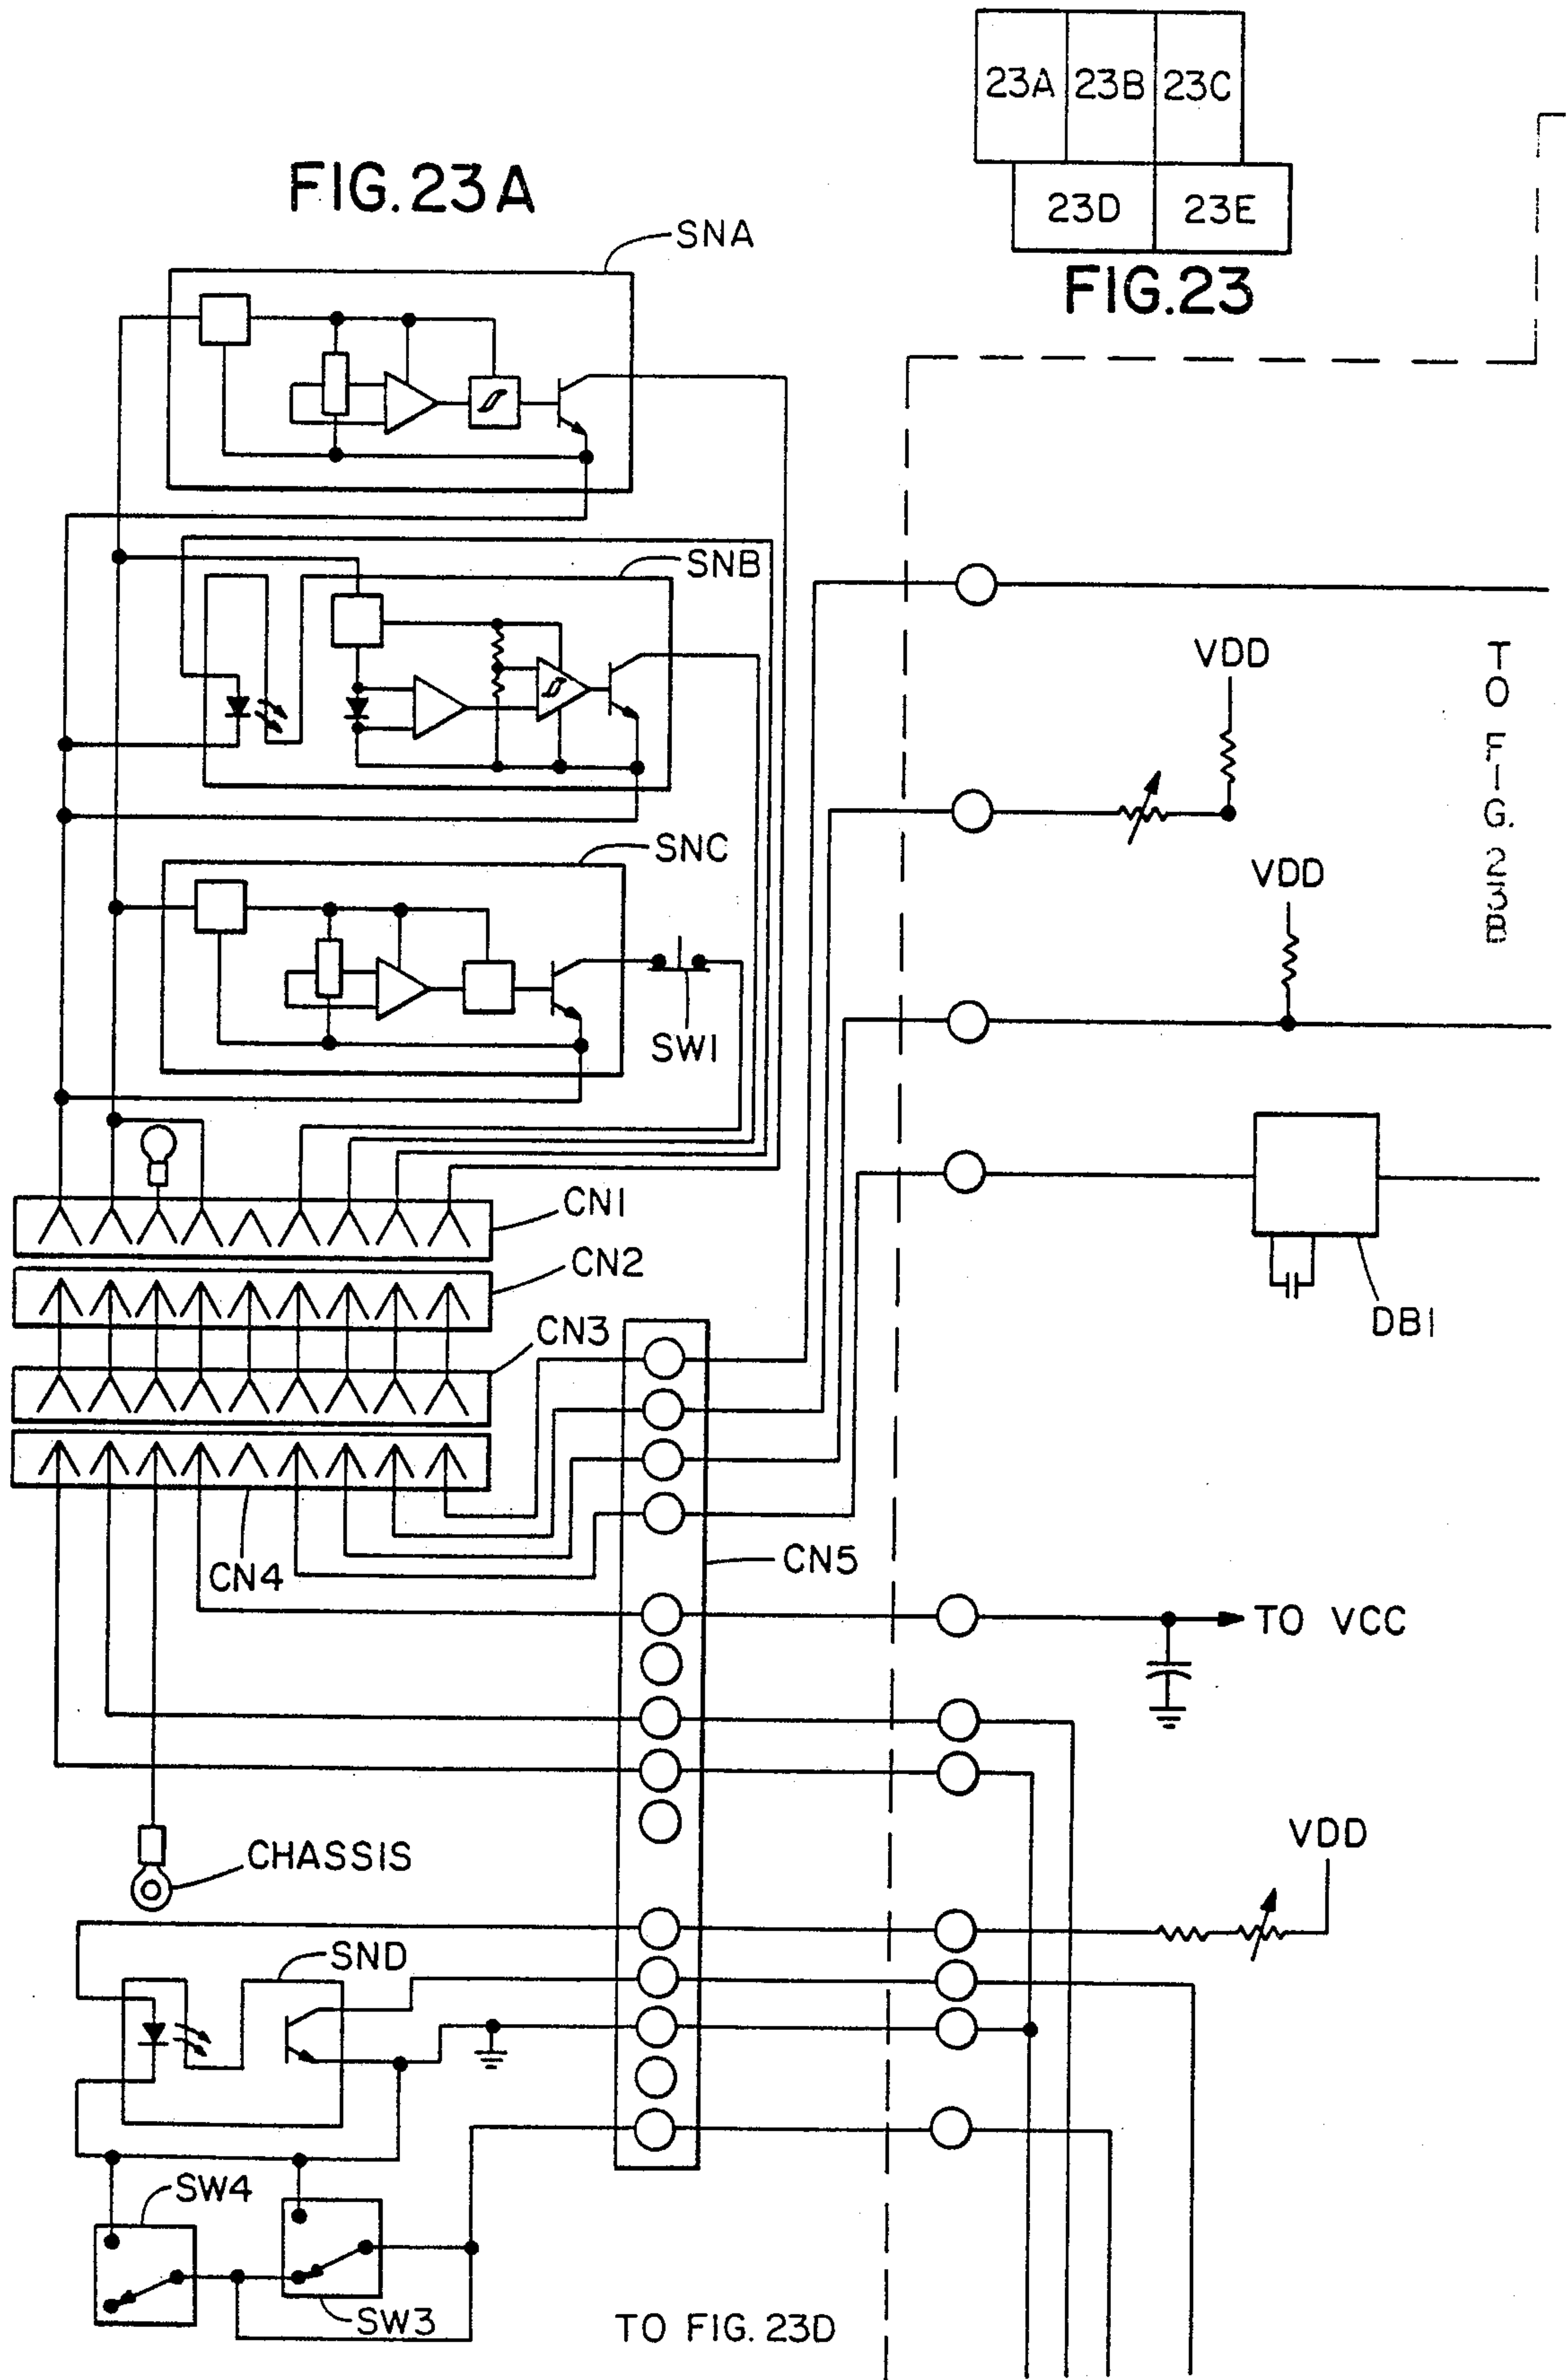 23A 23B 23C
23D 23E
FIG.23
FIG.23A
SNA
SNB
VDD
TO FIG. 23B
SNC
VDD
SW1
CN1
CN2
DB1
CN3
CN5
CN4
TO VCC
VDD
CHASSIS
SND
SW4
SW3
TO FIG. 23D